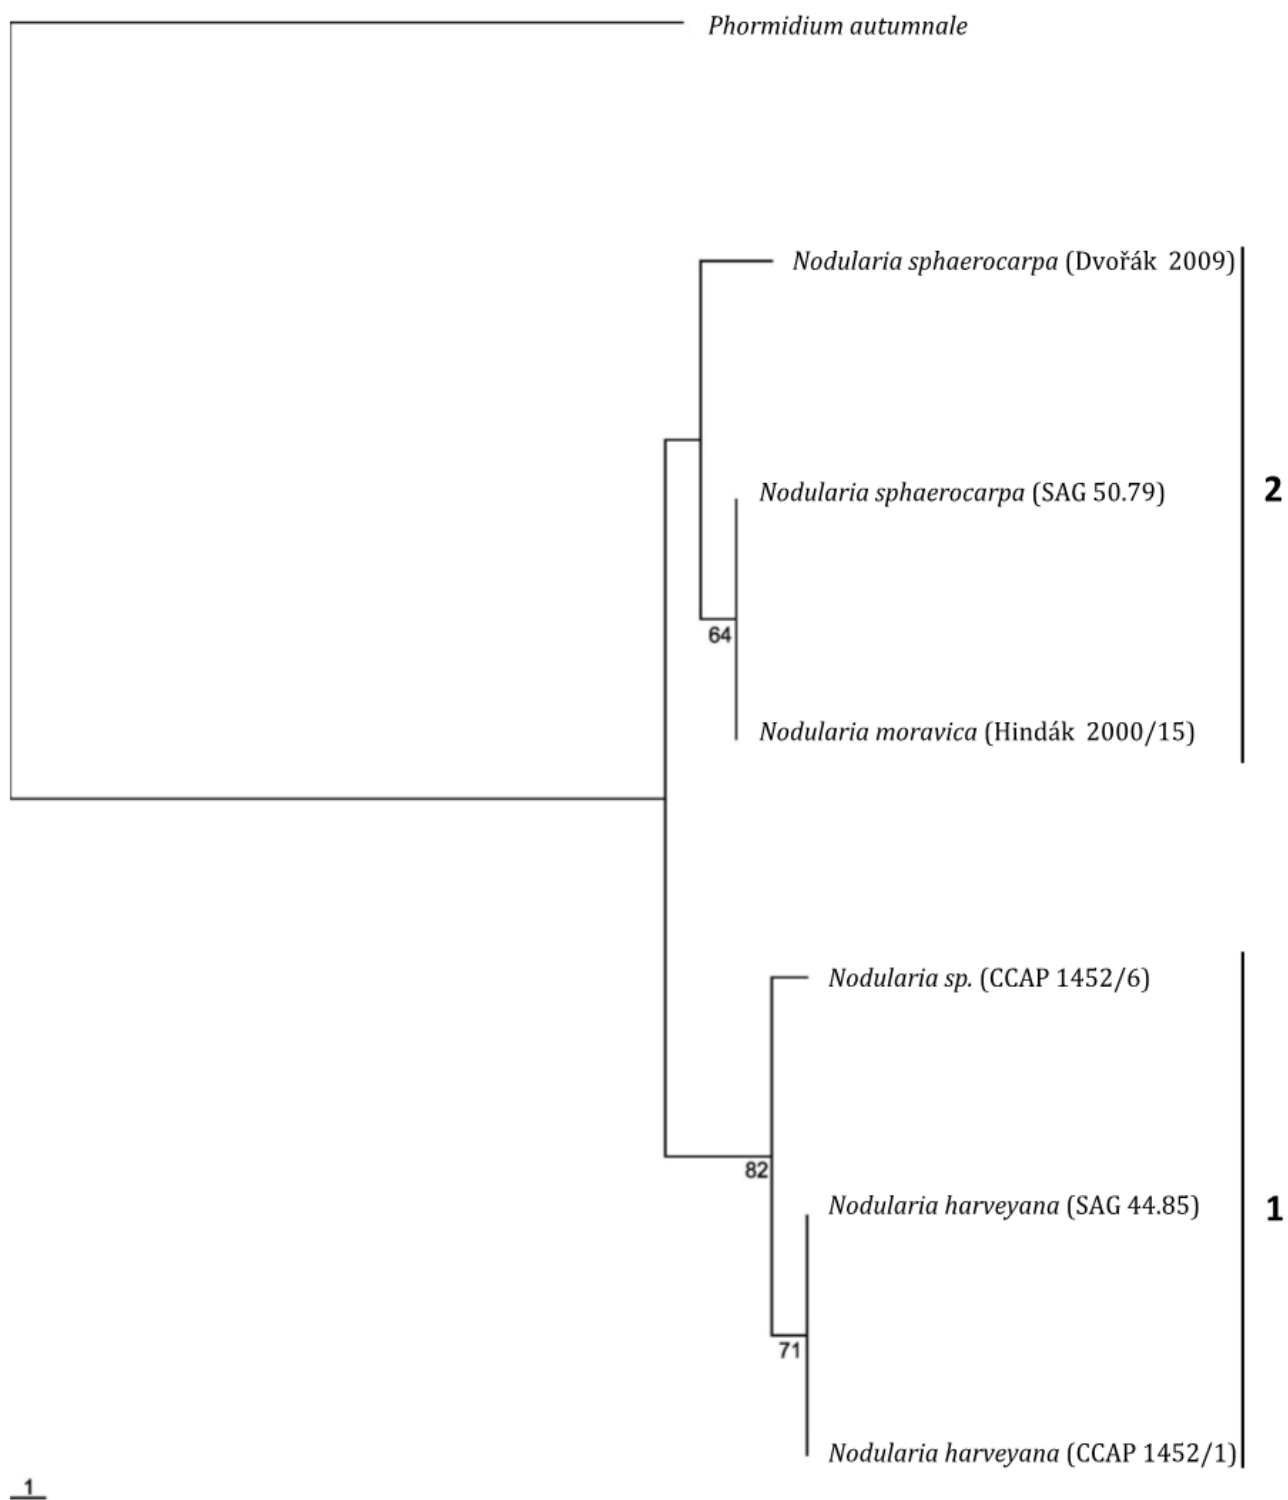 Phormidium autumnale
Nodularia sphaerocarpa (Dvořák 2009)
Nodularia sphaerocarpa (SAG 50.79)
2
64
Nodularia moravica (Hindák 2000/15)
Nodularia sp. (CCAP 1452/6)
82
Nodularia harveyana (SAG 44.85)
1
71
Nodularia harveyana (CCAP 1452/1)
1